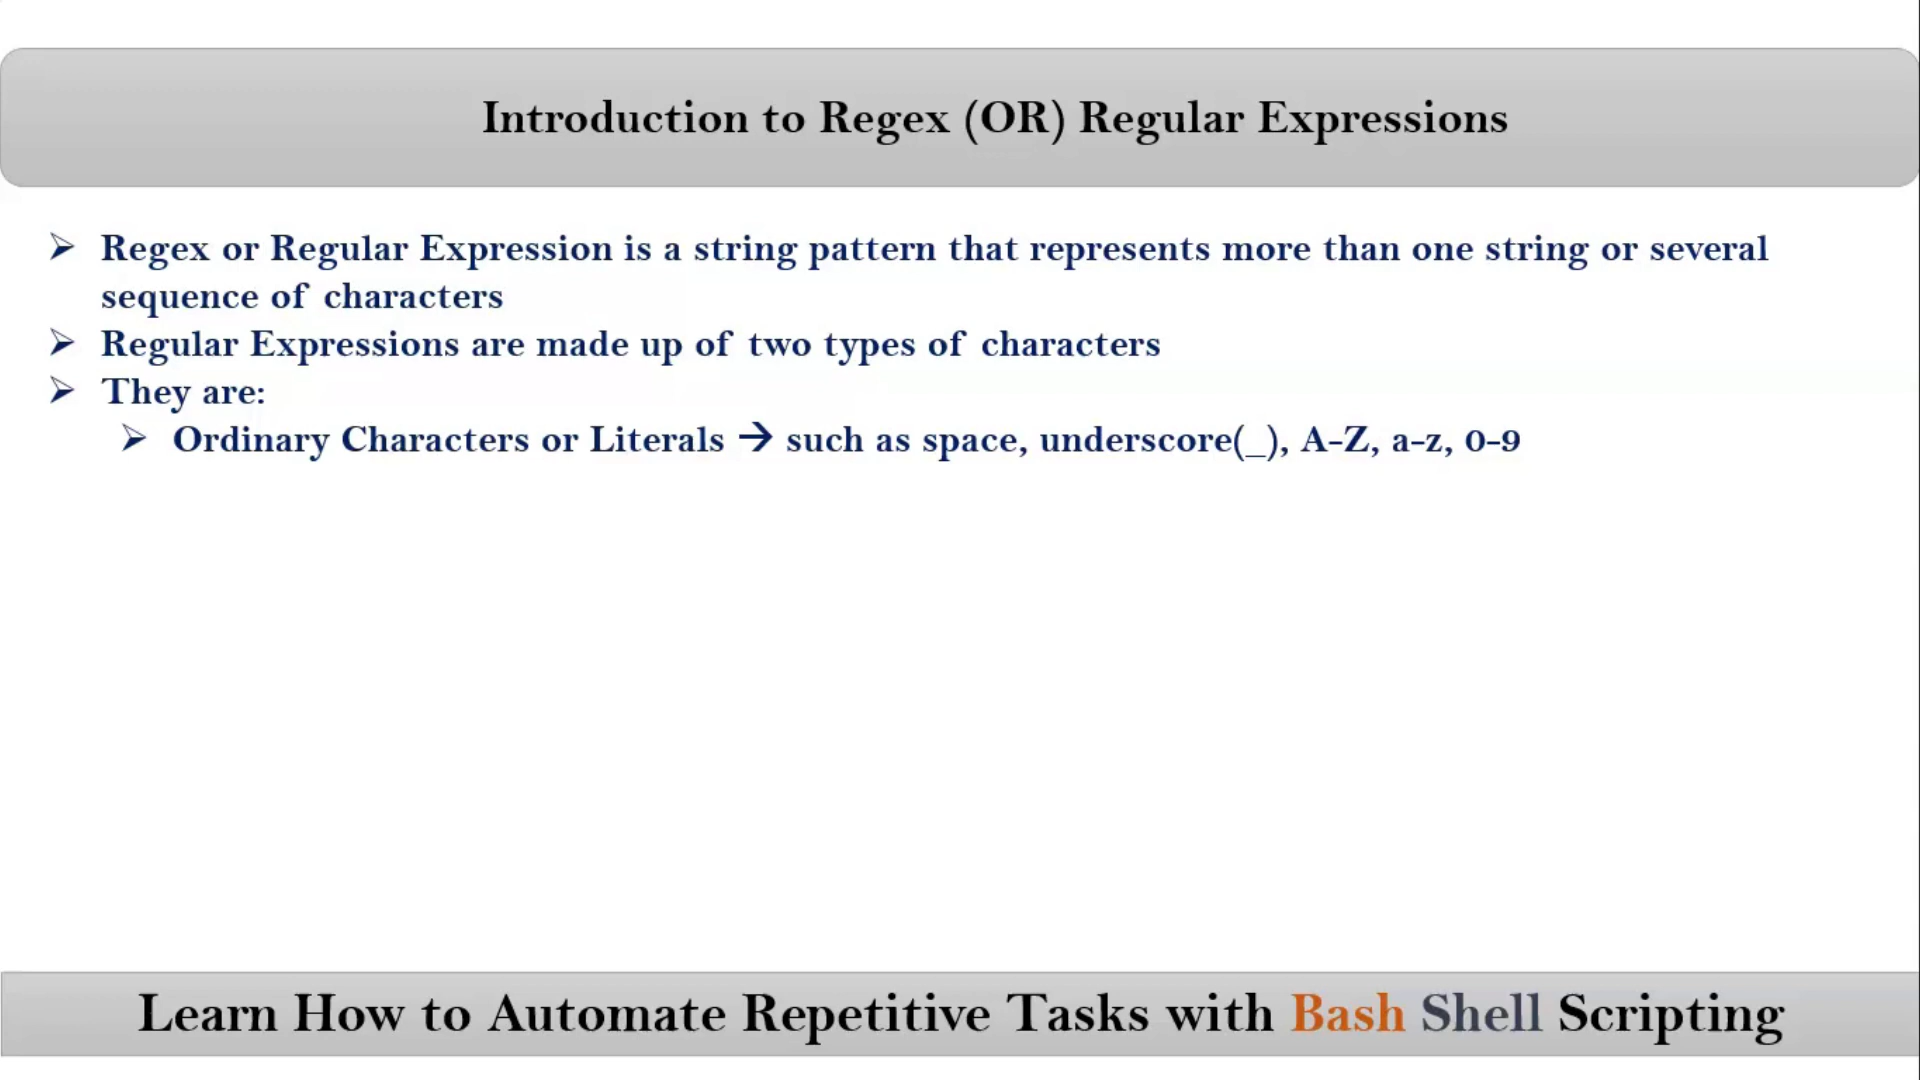 Introduction to Regex (OR) Regular Expressions
➢ Regex or Regular Expression is a string pattern that represents more than one string or several
sequence of characters
➢ Regular Expressions are made up of two types of characters
➢ They are:
➢ Ordinary Characters or Literals → such as space, underscore(_), A-Z, a-z, 0-9
Learn How to Automate Repetitive Tasks with Bash Shell Scripting